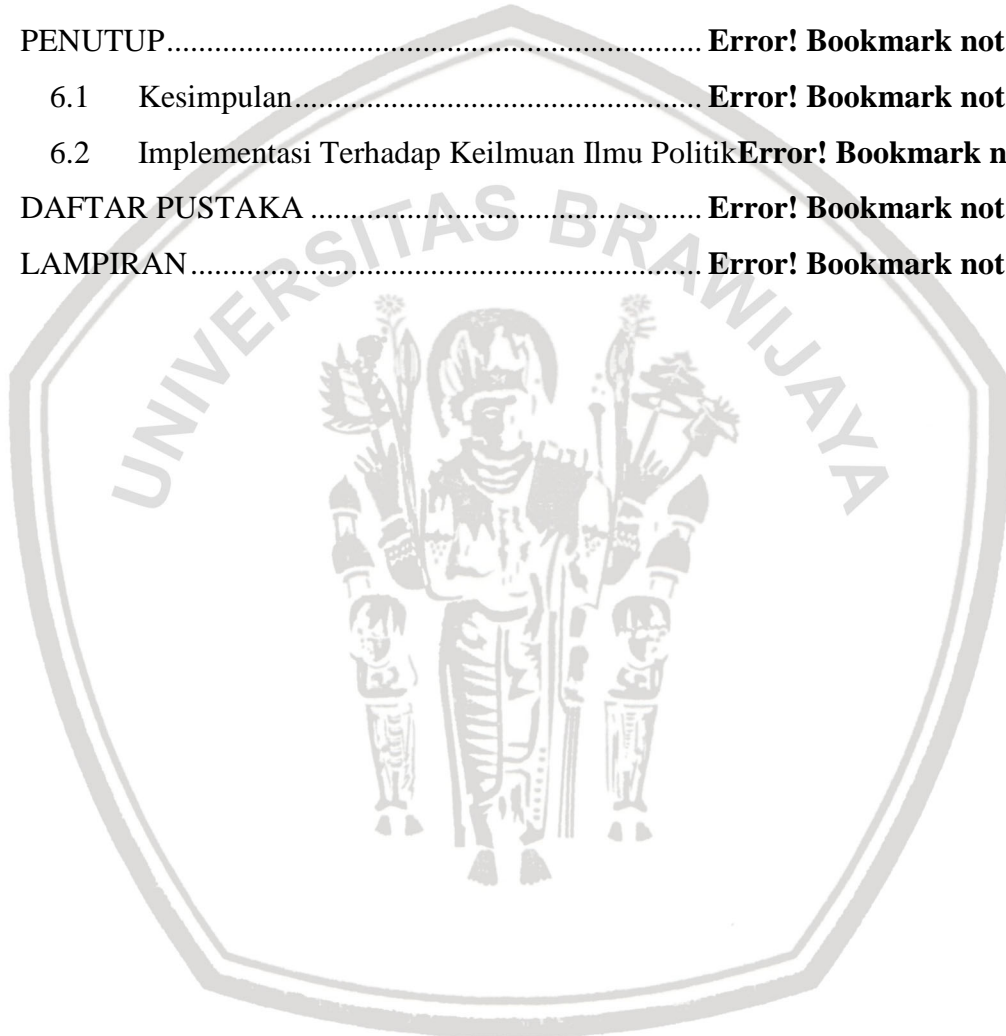 PENUTUP.................................................................... Error! Bookmark not
6.1 Kesimpulan.................................................... Error! Bookmark not
6.2 Implementasi Terhadap Keilmuan Ilmu PolitikError! Bookmark n
DAFTAR PUSTAKA .................................................. Error! Bookmark not
LAMPIRAN................................................................. Error! Bookmark not
UNIVERSITAS BRAWIJAYA